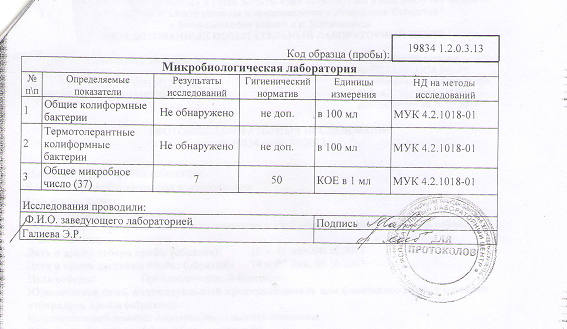 Код образца (пробы): 19834 1.2.0.3.13
Микробиологическая лаборатория
№ п\п Определяемые показатели Результаты исследований Гигиенический норматив Единицы измерения НД на методы исследований
1 Общие колиформные бактерии Не обнаружено не доп. в 100 мл МУК 4.2.1018-01
2 Термотолерантные колиформные бактерии Не обнаружено не доп. в 100 мл МУК 4.2.1018-01
3 Общее микробное число (37) 7 50 КОЕ в 1 мл МУК 4.2.1018-01
Исследования проводили:
Ф.И.О. заведующего лабораторией Подпись
Галиева Э.Р.
ДЛЯ
ПРОТОКОЛОВ